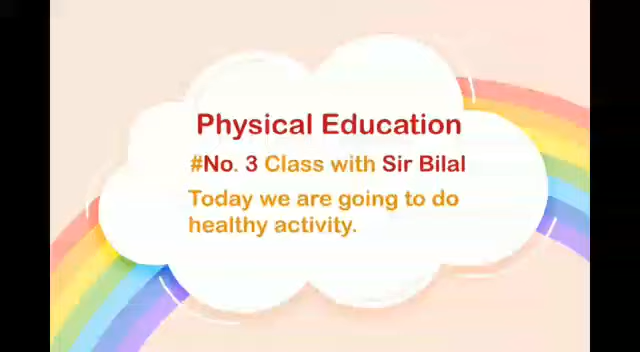 Physical Education
#No. 3 Class with Sir Bilal
Today we are going to do
healthy activity.